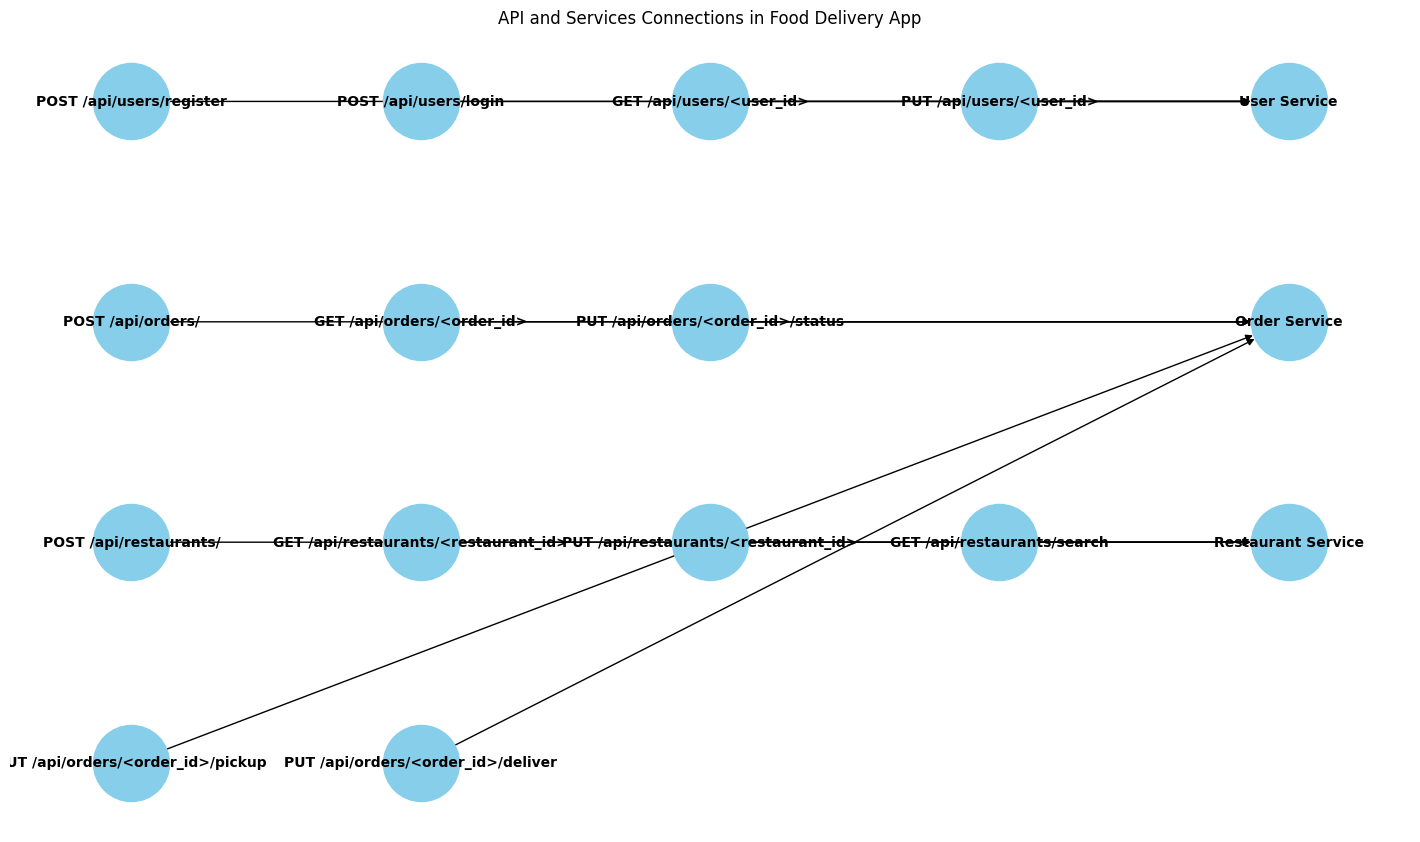 API and Services Connections in Food Delivery App
POST /api/users/register
POST /api/users/login
GET /api/users/<user_id>
PUT /api/users/<user_id>
User Service
POST /api/orders/
GET /api/orders/<order_id>
PUT /api/orders/<order_id>/status
Order Service
POST /api/restaurants/
GET /api/restaurants/<restaurant_id>
PUT /api/restaurants/<restaurant_id>
GET /api/restaurants/search
Restaurant Service
UT /api/orders/<order_id>/pickup
PUT /api/orders/<order_id>/deliver